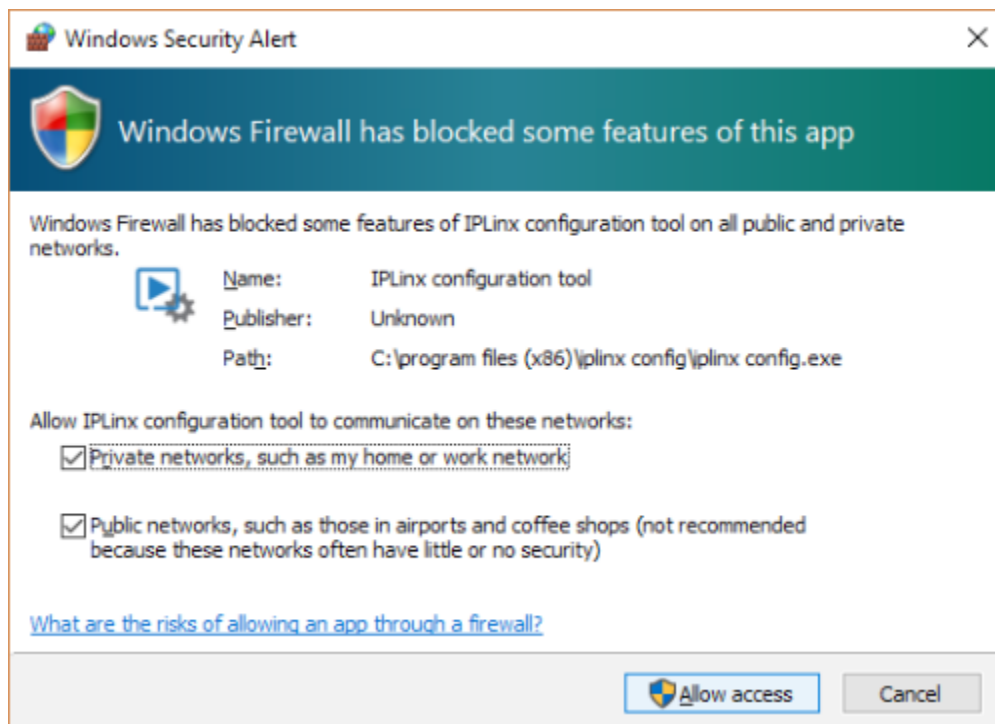 Windows Security Alert
Windows Firewall has blocked some features of this app
Windows Firewall has blocked some features of IPLinx configuration tool on all public and private
networks.
Name: IPLinx configuration tool
Publisher: Unknown
Path: C:\program files (x86)\iplinx config\iplinx config.exe
Allow IPLinx configuration tool to communicate on these networks:
Private networks, such as my home or work network
Public networks, such as those in airports and coffee shops (not recommended
because these networks often have little or no security)
What are the risks of allowing an app through a firewall?
Allow access Cancel